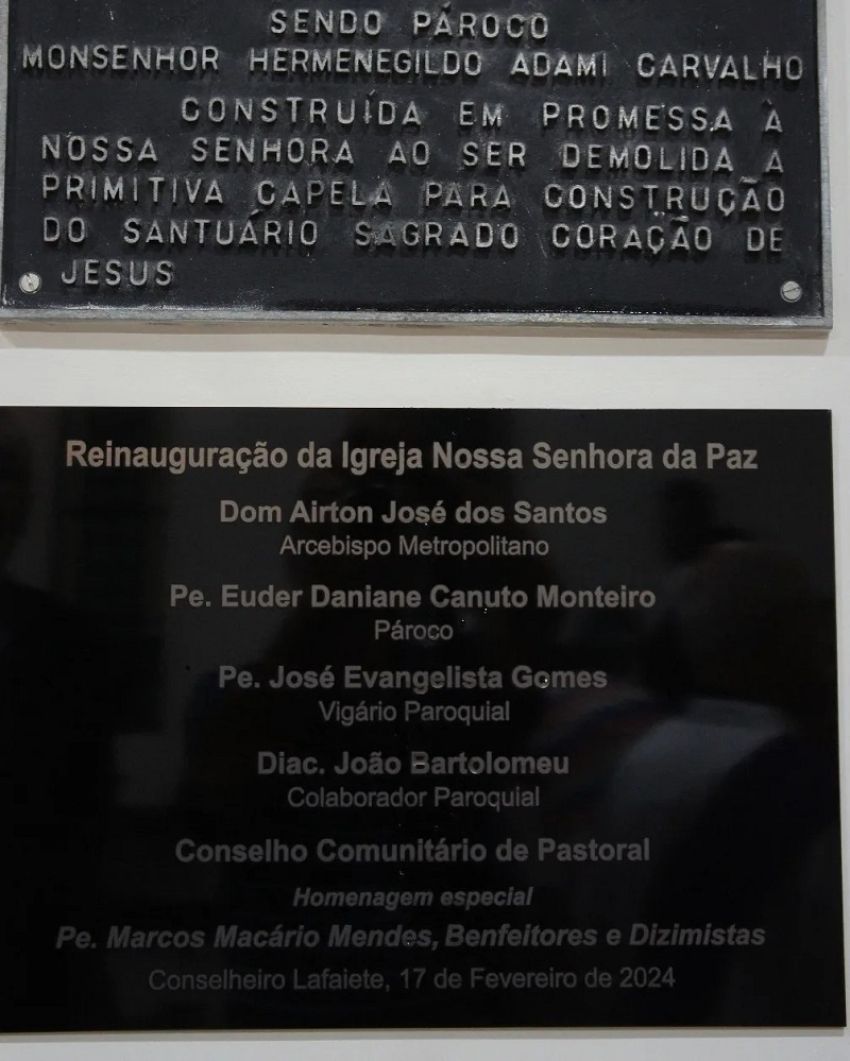 SENDO PÁROCO
MONSENHOR HERMENEGILDO ADAMI CARVALHO
CONSTRUÍDA EM PROMESSA À
NOSSA SENHORA AO SER DEMOLIDA A
PRIMITIVA CAPELA PARA CONSTRUÇÃO
DO SANTUÁRIO SAGRADO CORAÇÃO DE
JESUS
Reinauguração da Igreja Nossa Senhora da Paz
Dom Airton José dos Santos
Arcebispo Metropolitano
Pe. Euder Daniane Canuto Monteiro
Pároco
Pe. José Evangelista Gomes
Vigário Paroquial
Diac. João Bartolomeu
Colaborador Paroquial
Conselho Comunitário de Pastoral
Homenagem especial
Pe. Marcos Macário Mendes, Benfeitores e Dizimistas
Conselheiro Lafaiete, 17 de Fevereiro de 2024